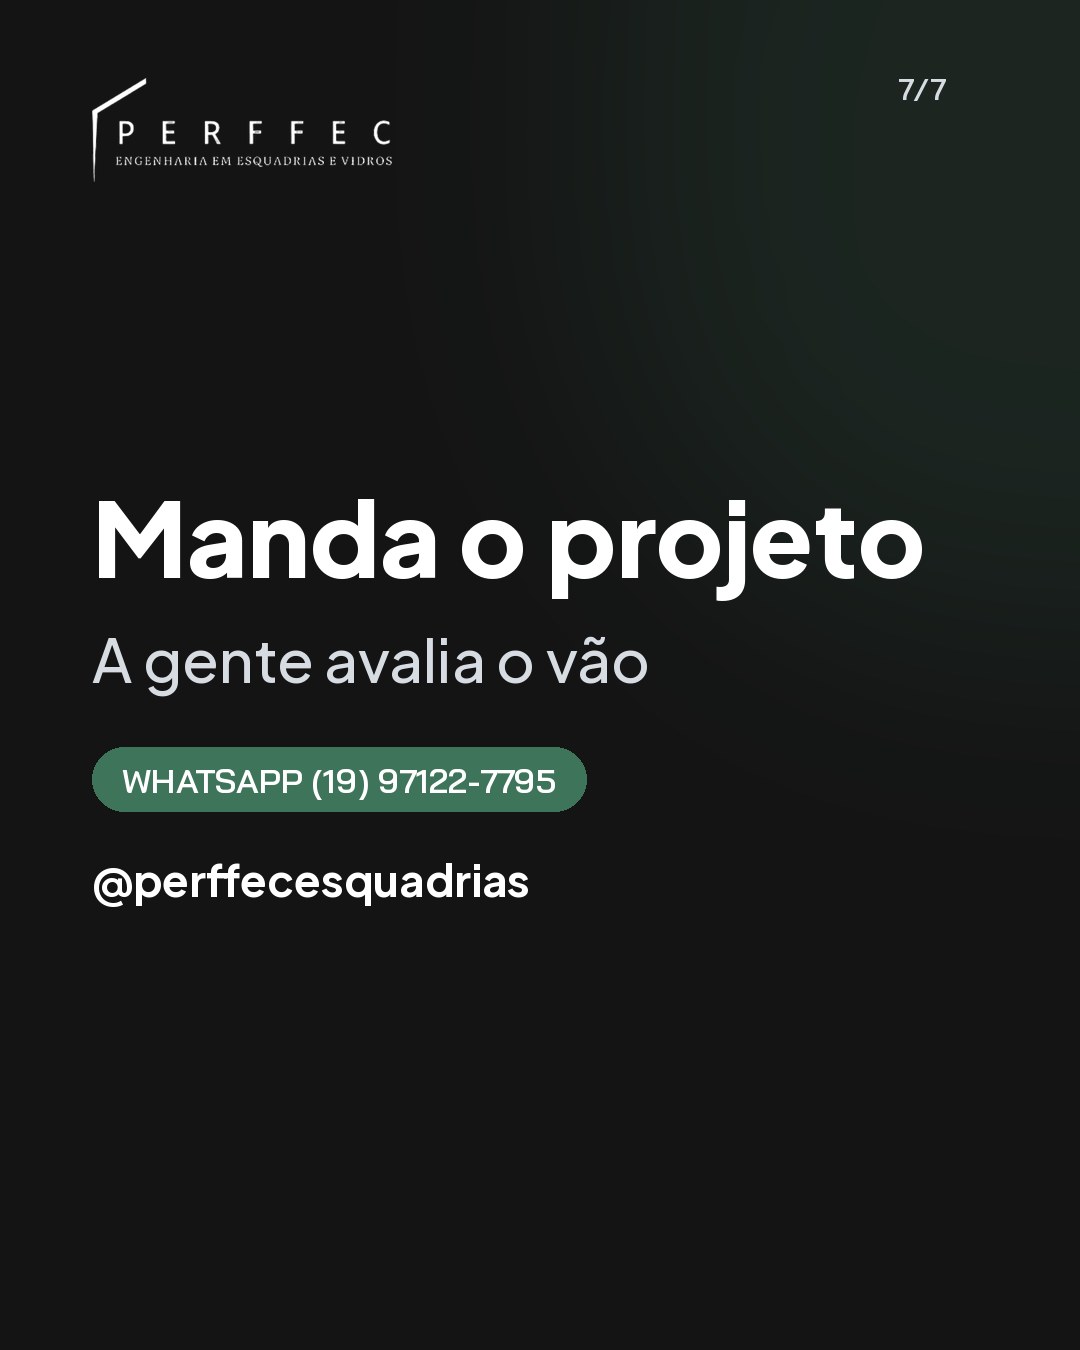 PERFFEC
ENGENHARIA EM ESQUADRIAS E VIDROS
7/7
Manda o projeto
A gente avalia o vão
WHATSAPP (19) 97122-7795
@perffecesquadrias